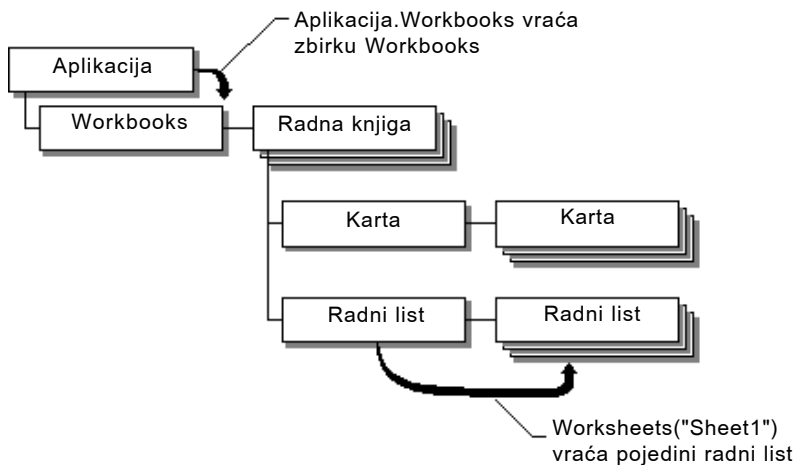 Aplikacija.Workbooks vraća
zbirku Workbooks
Aplikacija
Workbooks
Radna knjiga
Karta
Karta
Radni list
Radni list
Worksheets("Sheet1")
vraća pojedini radni list